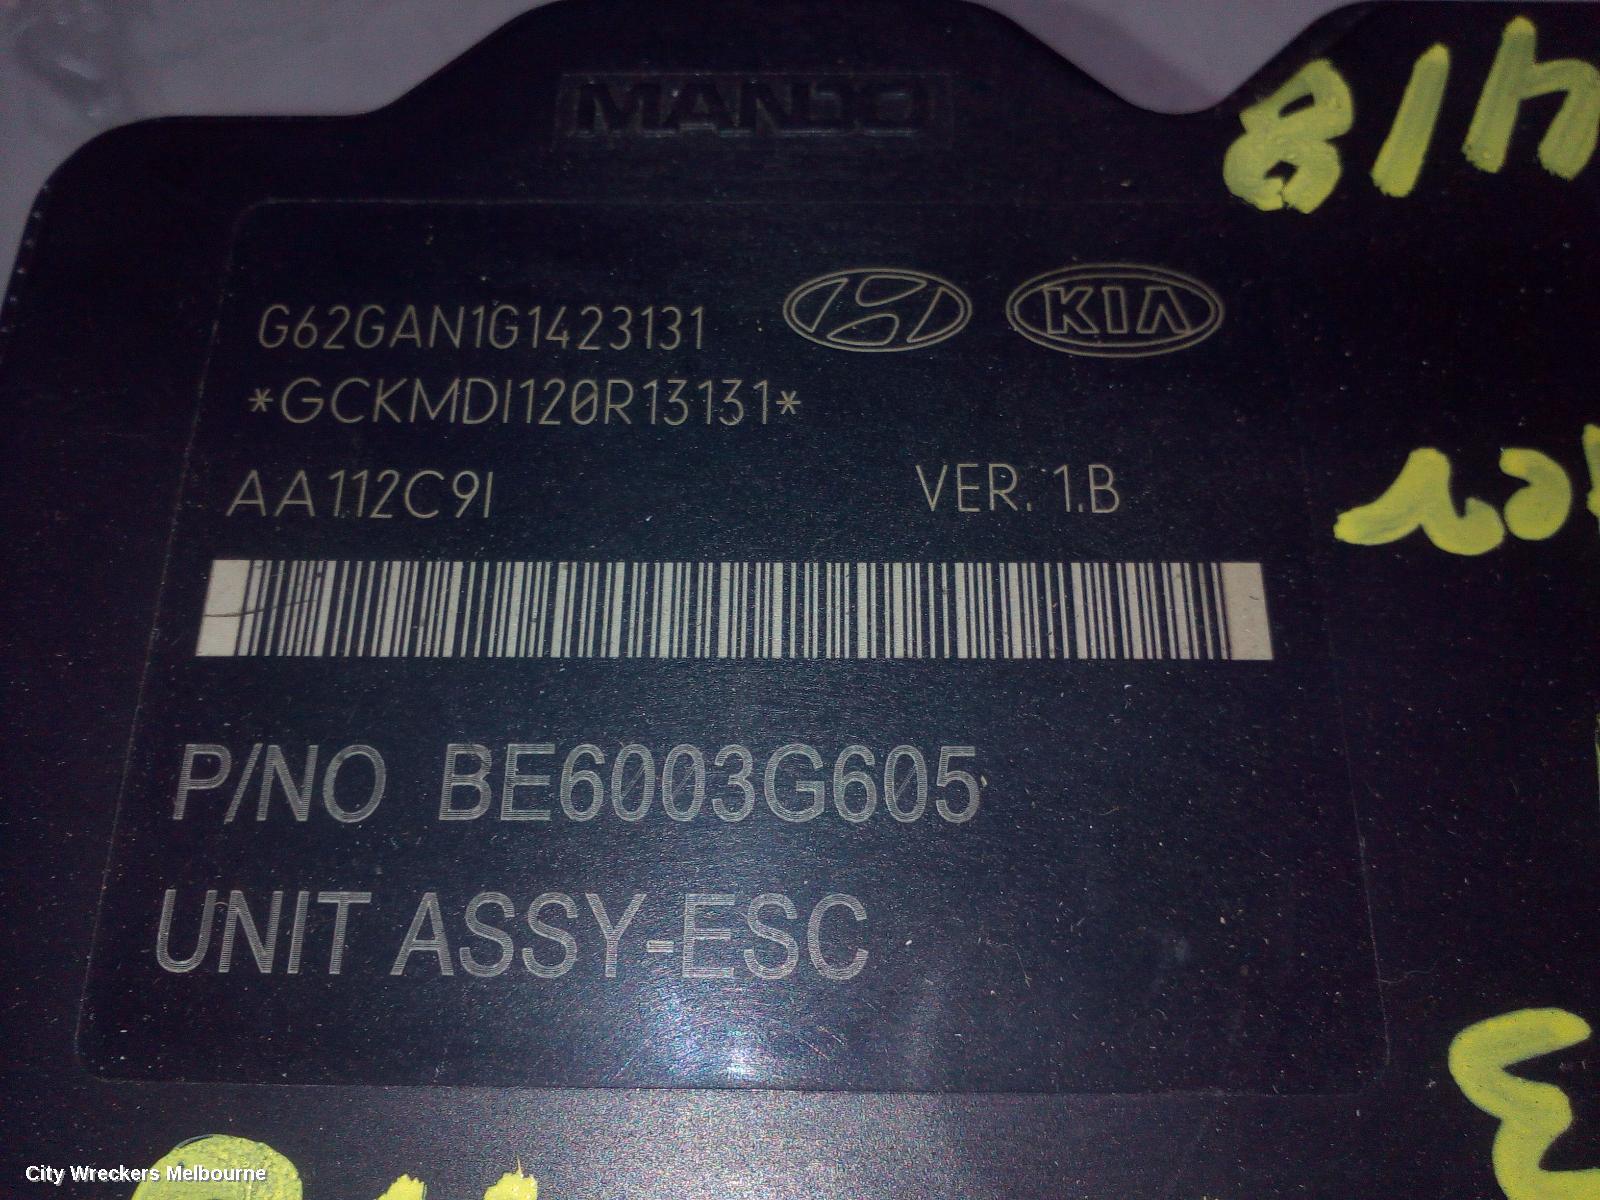 MANDO
G62GAN1G1423131
KIA
*GCKMDI120R13131*
AA112C9I
VER. 1.B
P/NO BE6003G605
UNIT ASSY-ESC
City Wreckers Melbourne